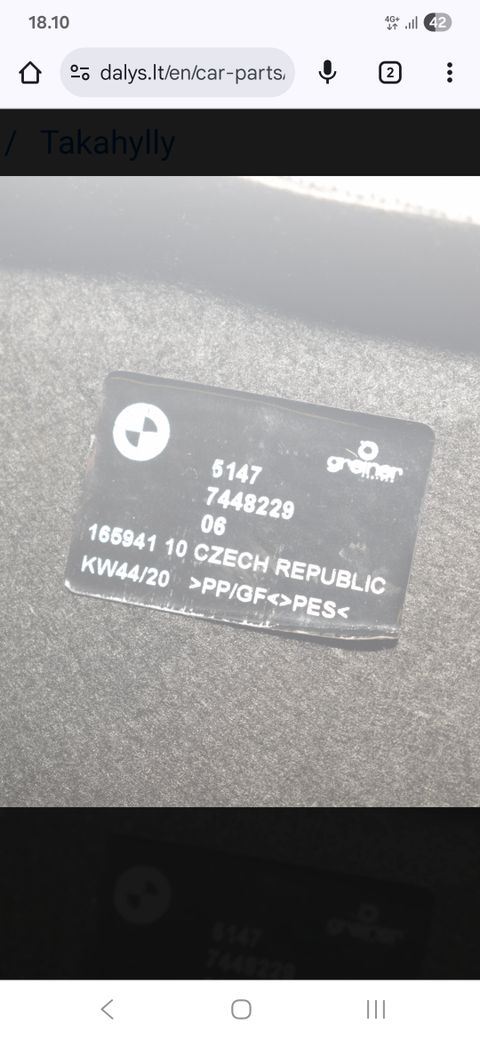 18.10
4G+
42
dalys.lt/en/car-parts/
2
/ Takahylly
greiner
5147
7448229
06
165941 10 CZECH REPUBLIC
KW44/20 >PP/GF<>PES<
greiner
5147
7448229